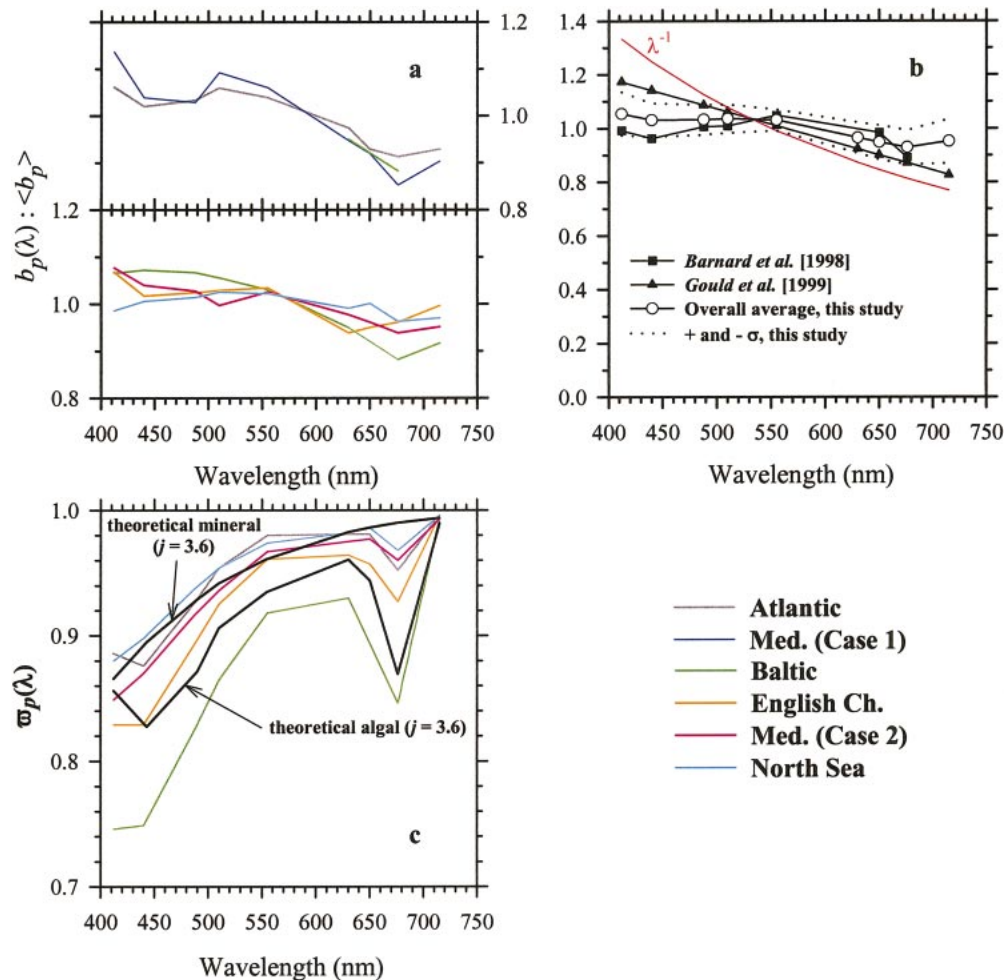 a
1.2
1.0
0.8
1.2
1.0
0.8
b_p(λ) : <b_p>
400 450 500 550 600 650 700 750
Wavelength (nm)
b
λ⁻¹
1.4
1.2
1.0
0.8
0.6
0.4
0.2
0.0
Barnard et al. [1998]
Gould et al. [1999]
Overall average, this study
+ and - σ, this study
400 450 500 550 600 650 700 750
Wavelength (nm)
1.0
0.9
0.8
0.7
ϖ_p(λ)
theoretical mineral
(j = 3.6)
theoretical algal (j = 3.6)
c
400 450 500 550 600 650 700 750
Wavelength (nm)
Atlantic
Med. (Case 1)
Baltic
English Ch.
Med. (Case 2)
North Sea